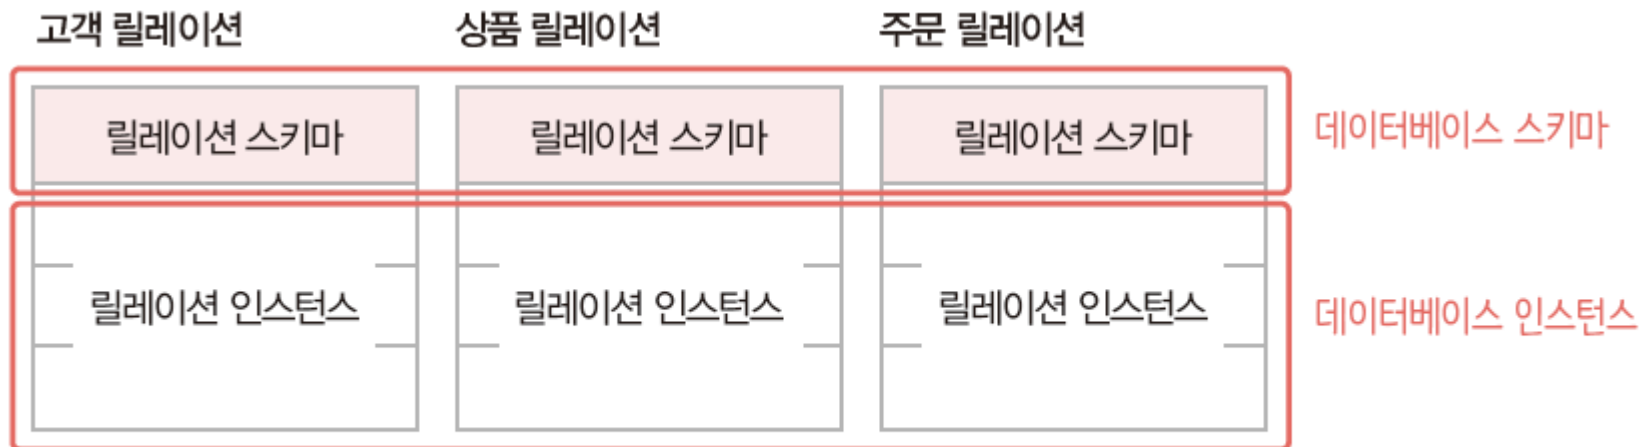 고객 릴레이션 상품 릴레이션 주문 릴레이션
릴레이션 스키마 릴레이션 스키마 릴레이션 스키마 데이터베이스 스키마
릴레이션 인스턴스 릴레이션 인스턴스 릴레이션 인스턴스 데이터베이스 인스턴스